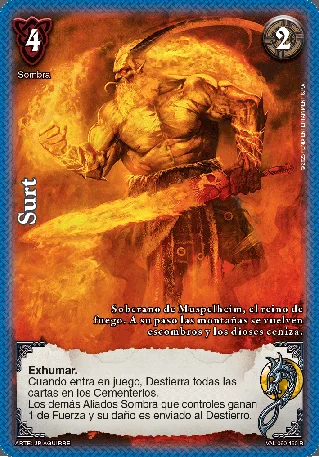 4
2
Sombra
Surt
Soberano de Muspelheim, el reino de
fuego. A su paso las montañas se vuelven
escombros y los dioses ceniza.
Exhumar.
Cuando entra en juego, Destierra todas las
cartas en los Cementerios.
Los demás Aliados Sombra que controles ganan
1 de Fuerza y su daño es enviado al Destierro.